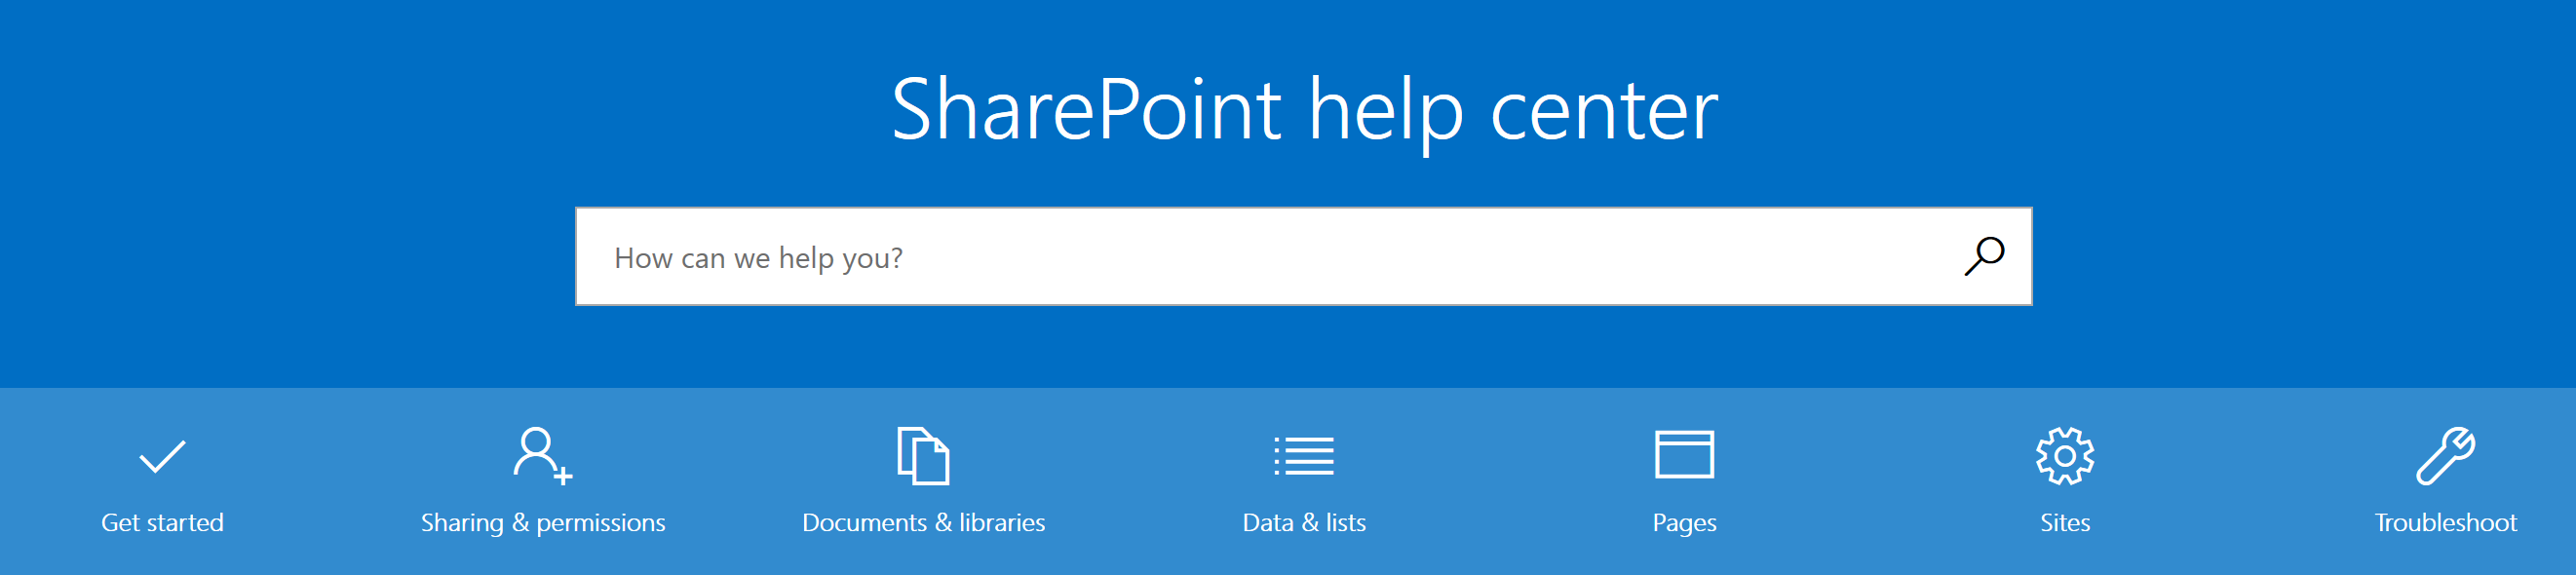 SharePoint help center
How can we help you?
Get started
Sharing & permissions
Documents & libraries
Data & lists
Pages
Sites
Troubleshoot